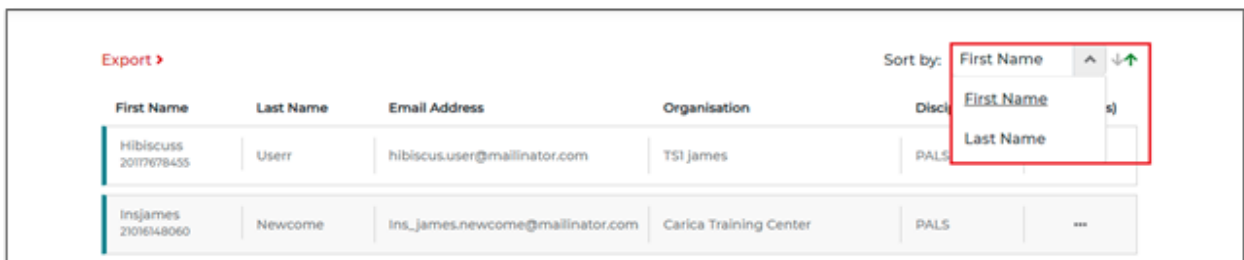 Export >
Sort by: First Name
First Name Last Name Email Address Organisation s)
First Name
Last Name
Hibiscuss
20117678455
Userr hibiscus.user@mailinator.com TS1 james PALS
Insjames
21016148060
Newcome Ins_james.newcome@mailinator.com Carica Training Center PALS ...